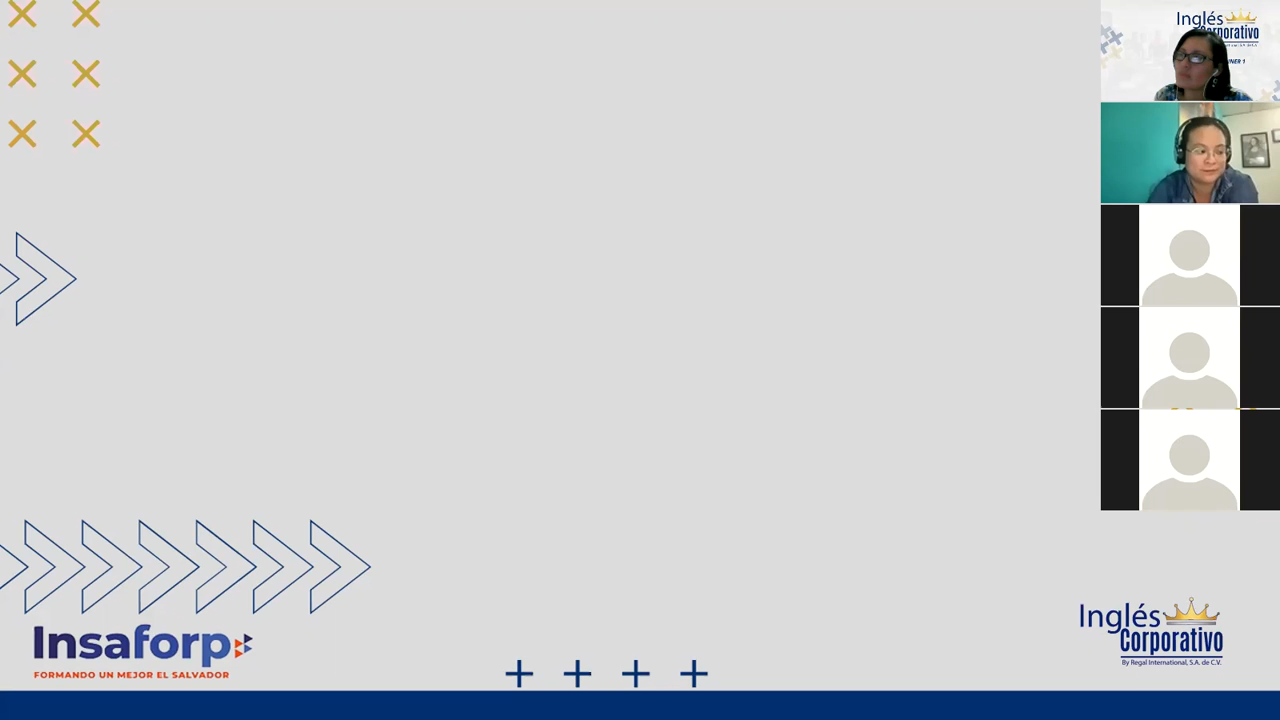 Inglés
Corporativo
Insaforp
FORMANDO UN MEJOR EL SALVADOR
Inglés
Corporativo
By Regal International, S.A. de C.V.